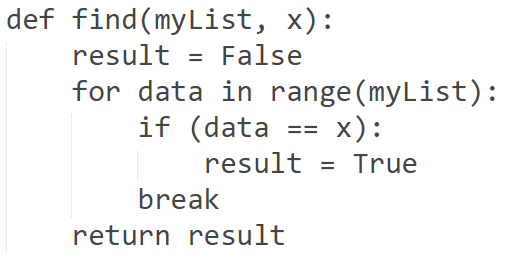 def find(myList, x):
    result = False
    for data in range(myList):
        if (data == x):
            result = True
        break
    return result